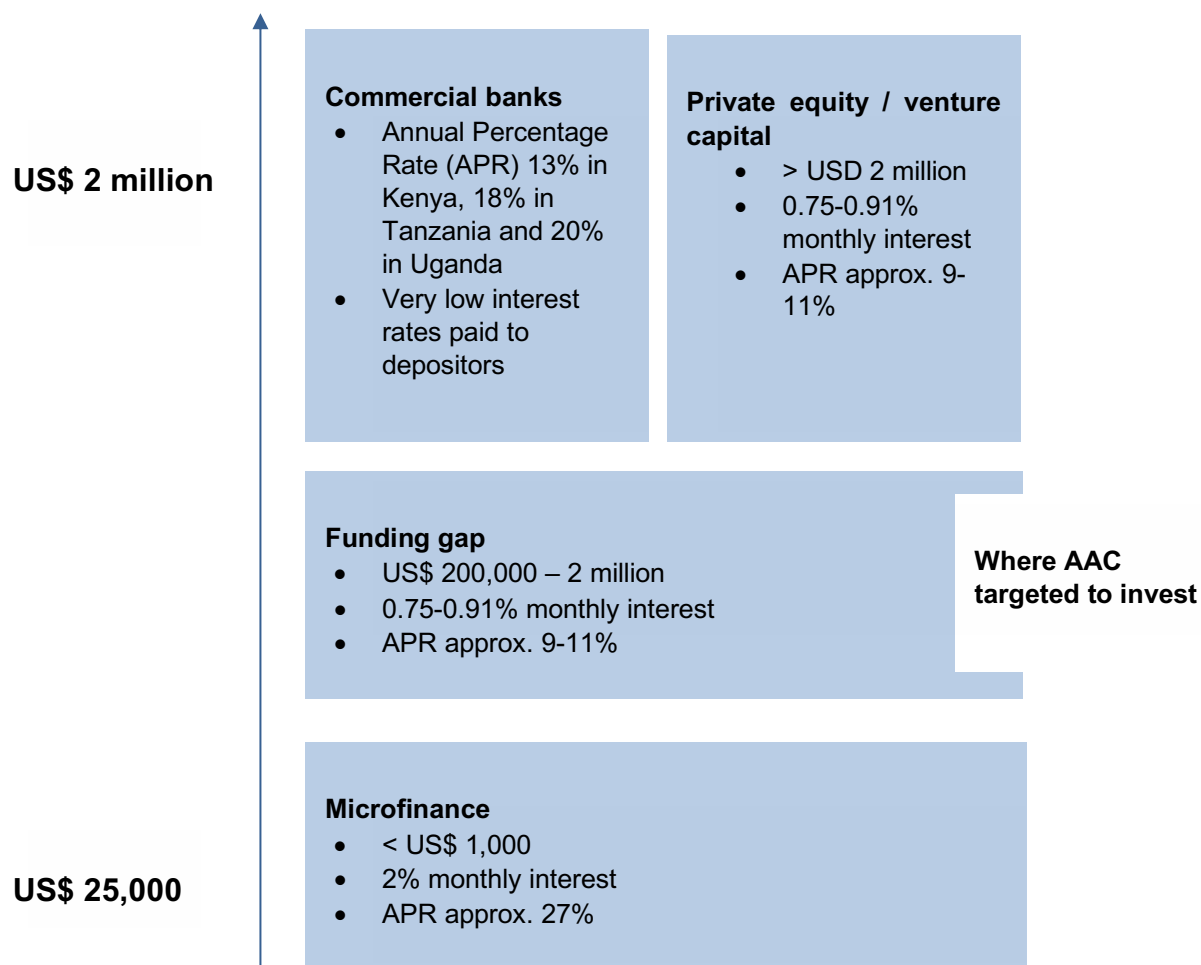 US$ 2 million
Commercial banks
• Annual Percentage
Rate (APR) 13% in
Kenya, 18% in
Tanzania and 20%
in Uganda
• Very low interest
rates paid to
depositors
Private equity / venture
capital
• > USD 2 million
• 0.75-0.91%
monthly interest
• APR approx. 9-
11%
Funding gap
• US$ 200,000 – 2 million
• 0.75-0.91% monthly interest
• APR approx. 9-11%
Where AAC
targeted to invest
US$ 25,000
Microfinance
• < US$ 1,000
• 2% monthly interest
• APR approx. 27%